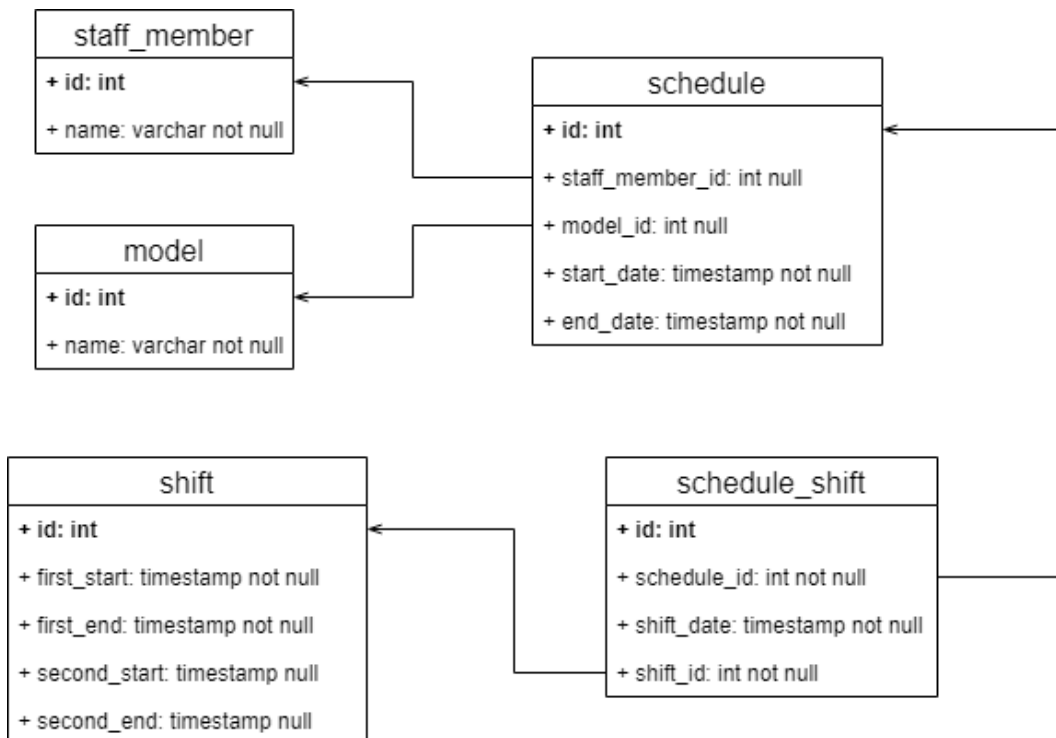 staff_member
+ id: int
+ name: varchar not null
model
+ id: int
+ name: varchar not null
schedule
+ id: int
+ staff_member_id: int null
+ model_id: int null
+ start_date: timestamp not null
+ end_date: timestamp not null
shift
+ id: int
+ first_start: timestamp not null
+ first_end: timestamp not null
+ second_start: timestamp null
+ second_end: timestamp null
schedule_shift
+ id: int
+ schedule_id: int not null
+ shift_date: timestamp not null
+ shift_id: int not null